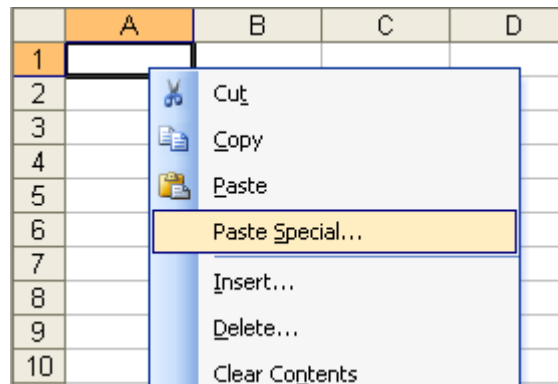 A B C D
1
2 Cut
3 Copy
4
5 Paste
6 Paste Special...
7
8 Insert...
9 Delete...
10 Clear Contents